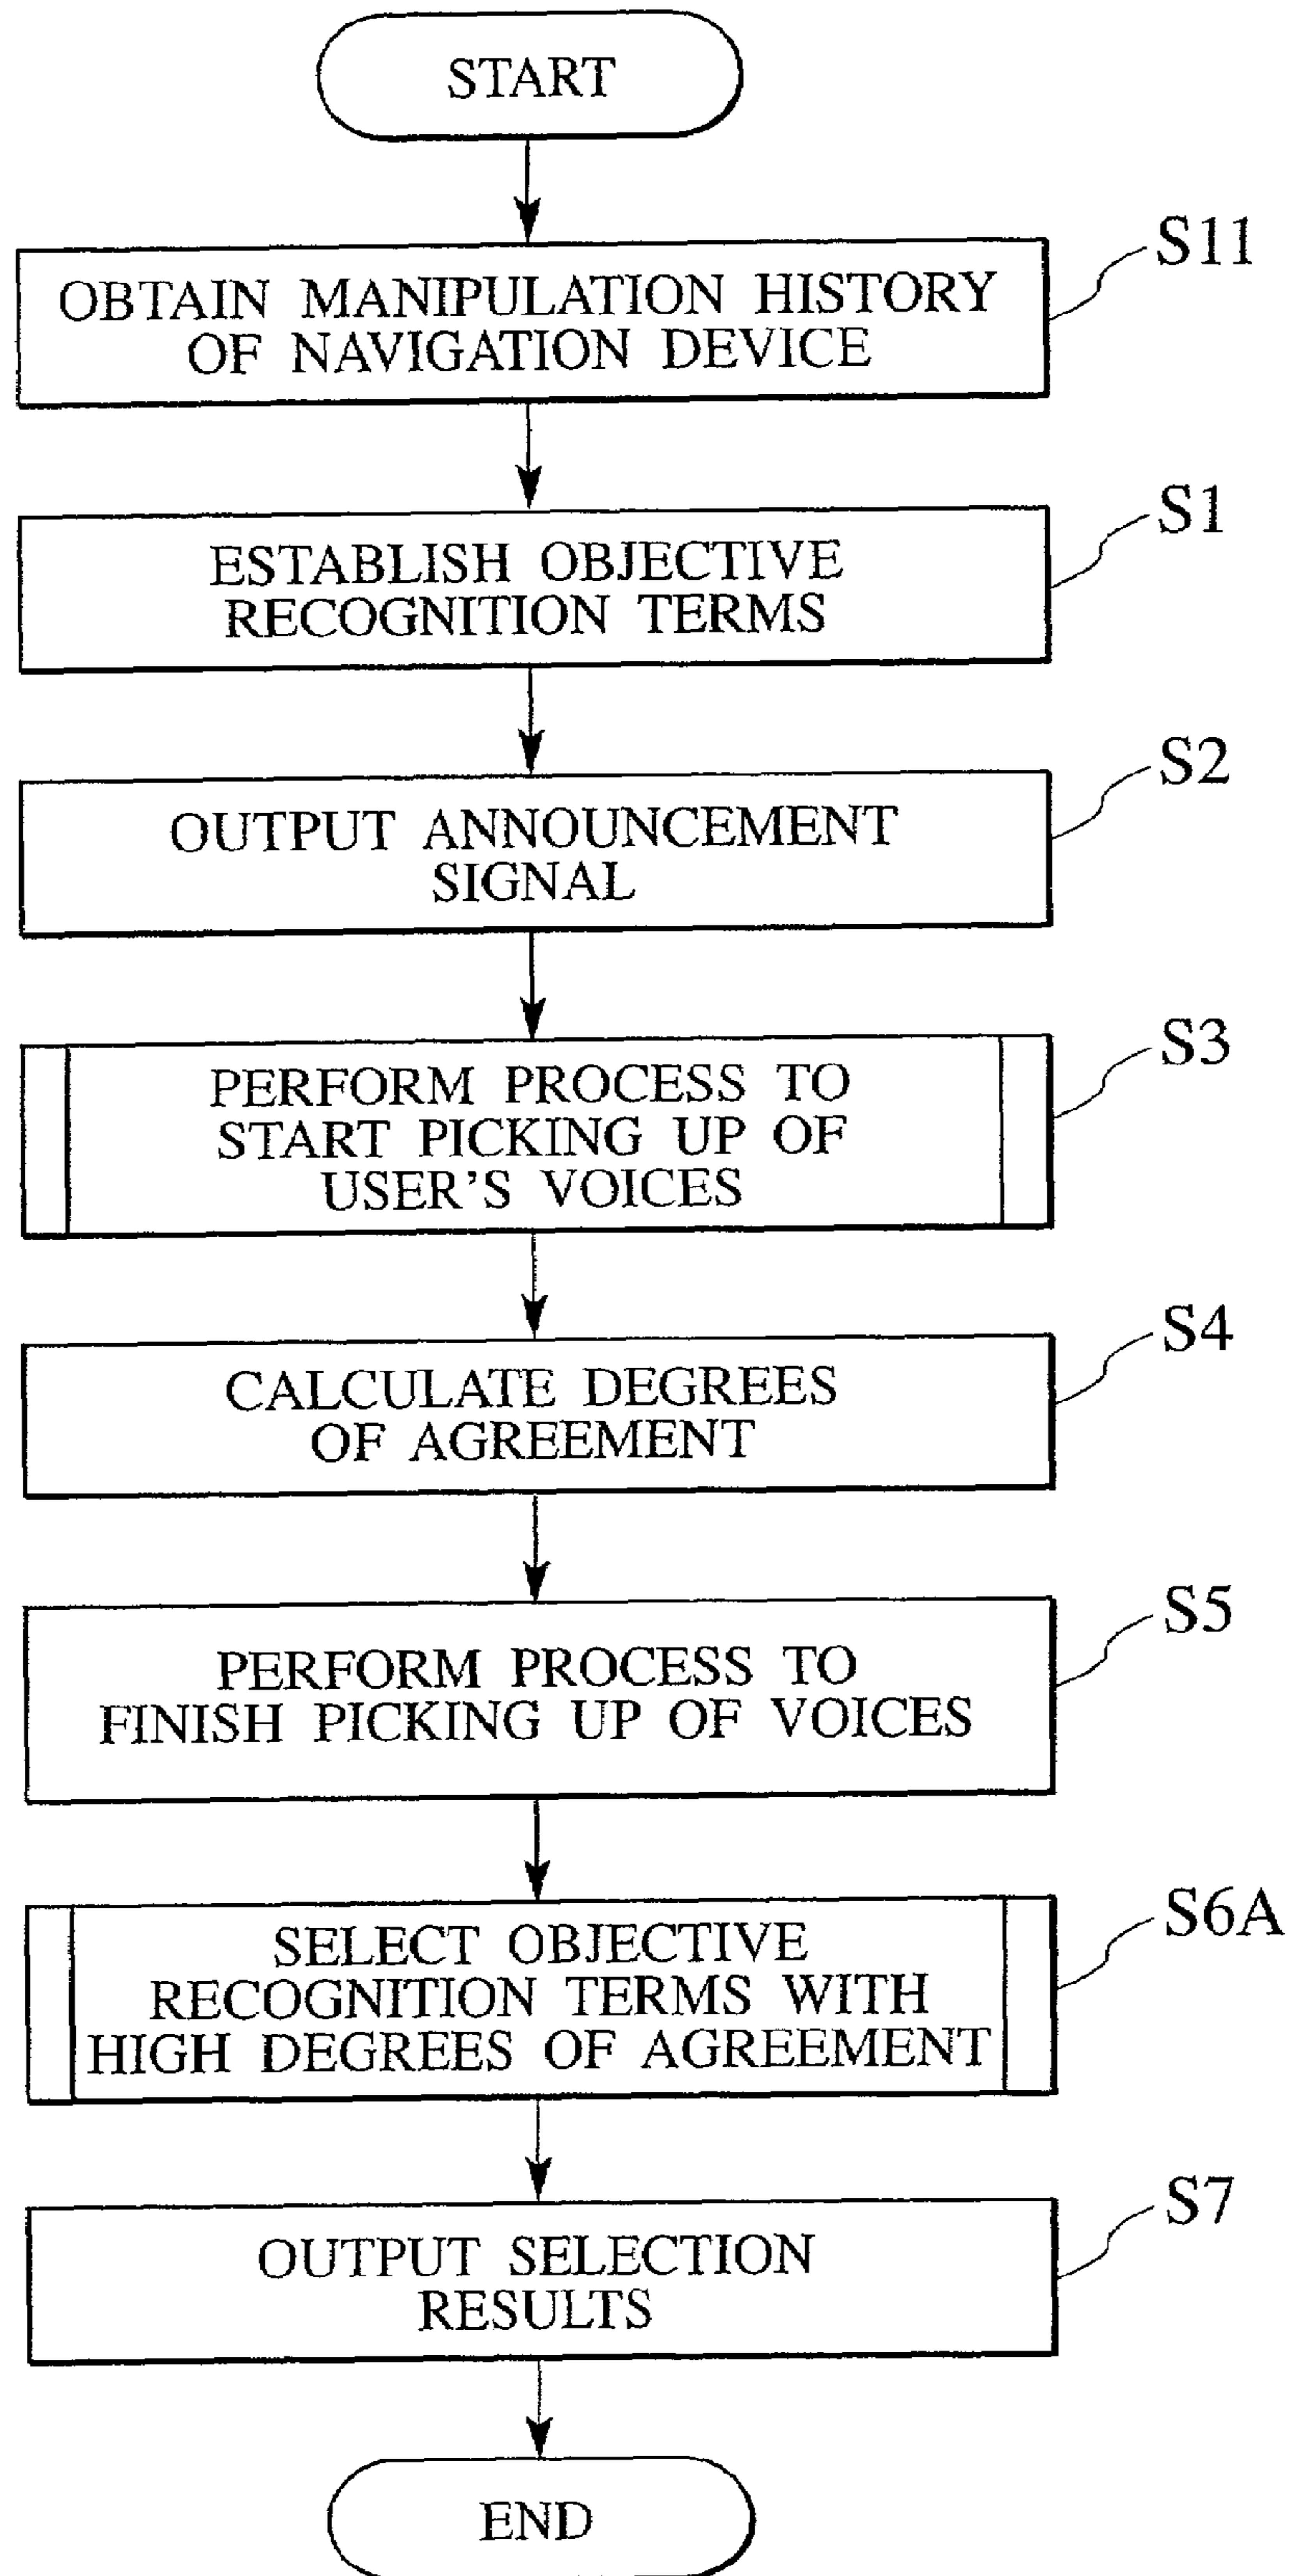 START
S11
OBTAIN MANIPULATION HISTORY
OF NAVIGATION DEVICE
S1
ESTABLISH OBJECTIVE
RECOGNITION TERMS
S2
OUTPUT ANNOUNCEMENT
SIGNAL
S3
PERFORM PROCESS TO
START PICKING UP OF
USER'S VOICES
S4
CALCULATE DEGREES
OF AGREEMENT
S5
PERFORM PROCESS TO
FINISH PICKING UP OF VOICES
S6A
SELECT OBJECTIVE
RECOGNITION TERMS WITH
HIGH DEGREES OF AGREEMENT
S7
OUTPUT SELECTION
RESULTS
END